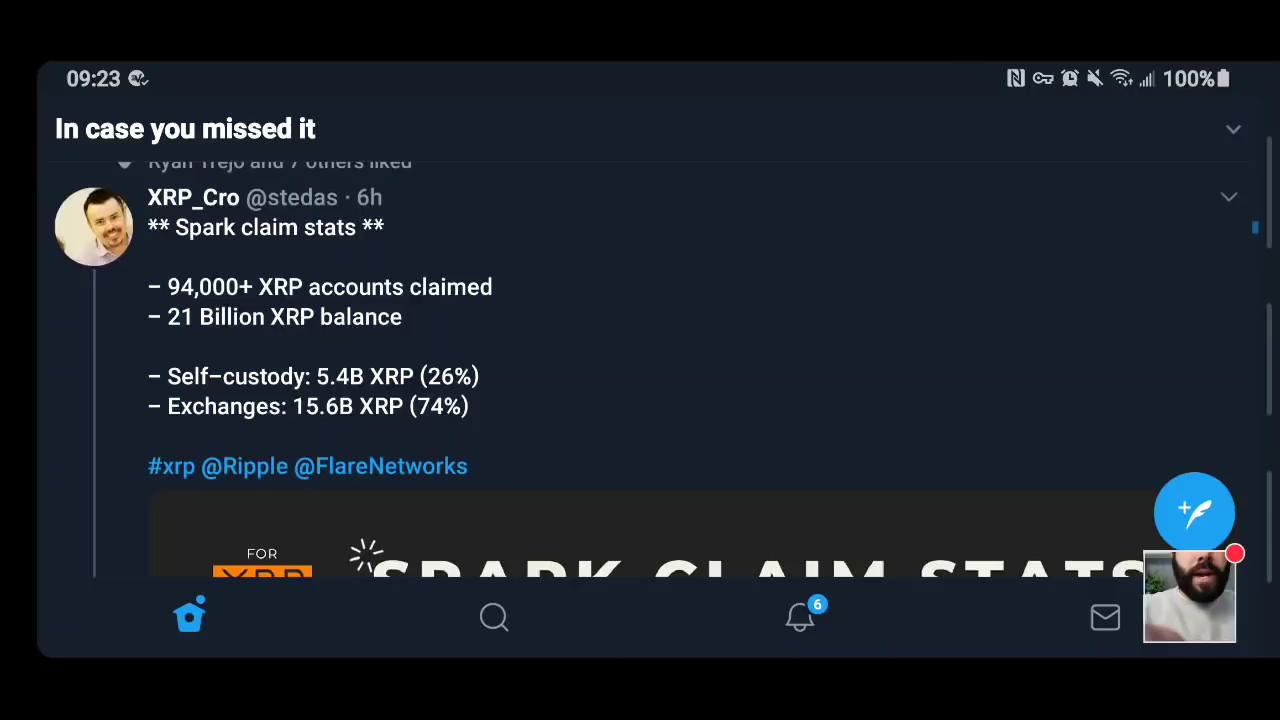 09:23 100%
In case you missed it
Ryan Trejo and 7 others liked
XRP_Cro @stedas · 6h
** Spark claim stats **
– 94,000+ XRP accounts claimed
– 21 Billion XRP balance
– Self–custody: 5.4B XRP (26%)
– Exchanges: 15.6B XRP (74%)
#xrp @Ripple @FlareNetworks
FOR
XRP
SPARK CLAIM STATS
6